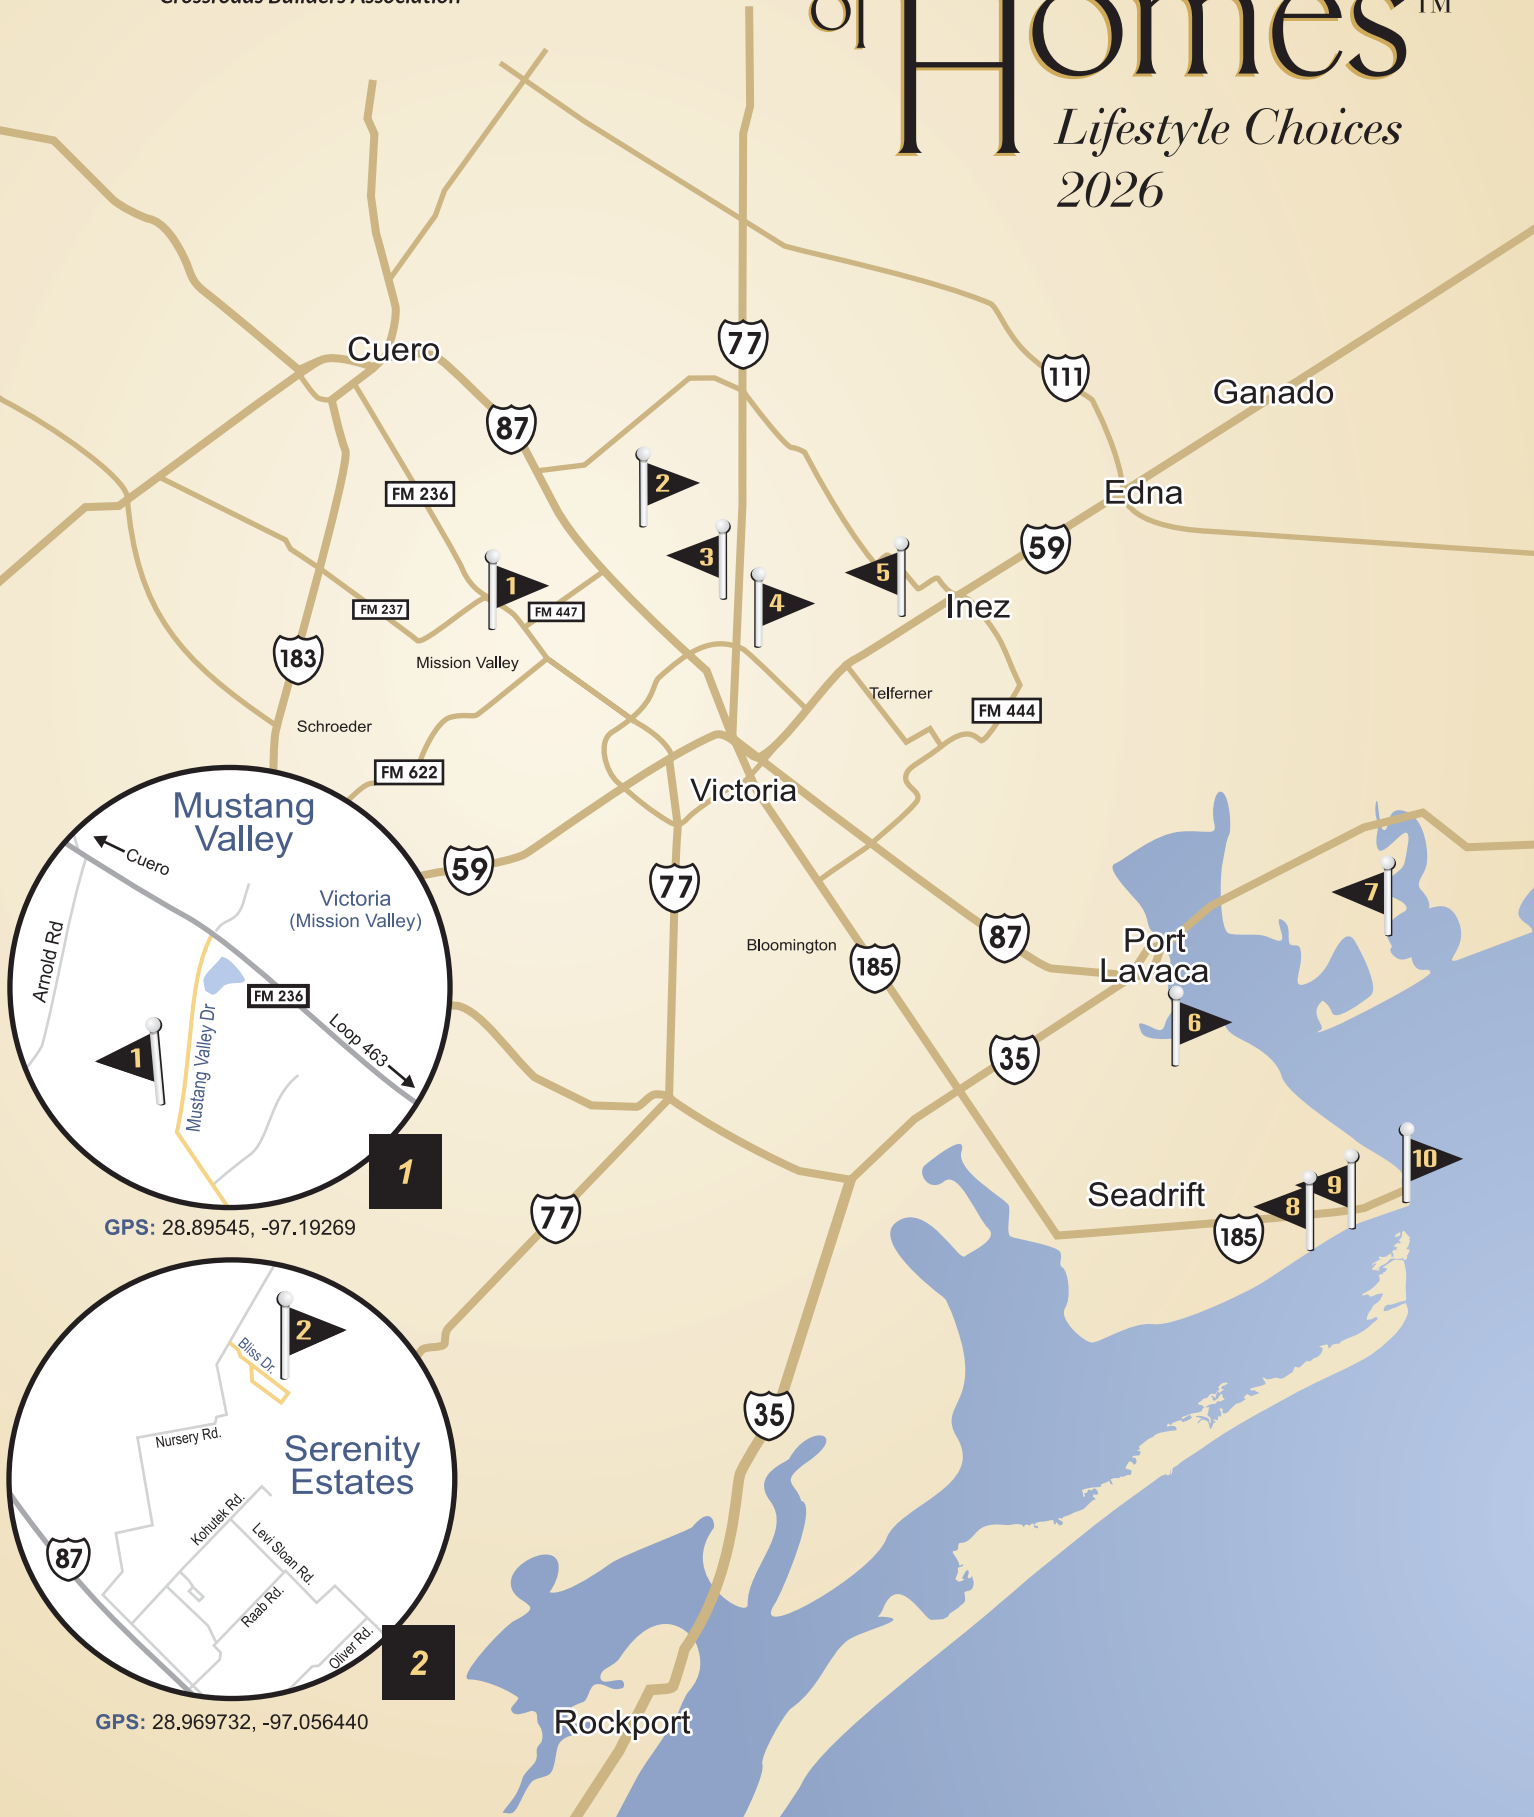 Crossroads Builders Association
of Homes™
Lifestyle Choices
2026
Cuero
77
111
Ganado
87
2
FM 236
Edna
3
59
5
1
4
FM 237
FM 447
Inez
183
Mission Valley
Telferner
FM 444
Schroeder
FM 622
Victoria
59
77
7
Bloomington
87
185
Port
Lavaca
6
35
10
9
Seadrift
8
185
77
35
Rockport
Mustang
Valley
Cuero
Victoria
(Mission Valley)
Arnold Rd
FM 236
Loop 463
1
Mustang Valley Dr
1
GPS: 28.89545, -97.19269
2
Bliss Dr.
Nursery Rd.
Serenity
Estates
Kohutek Rd.
Levi Sloan Rd.
87
Raab Rd.
Oliver Rd.
2
GPS: 28.969732, -97.056440